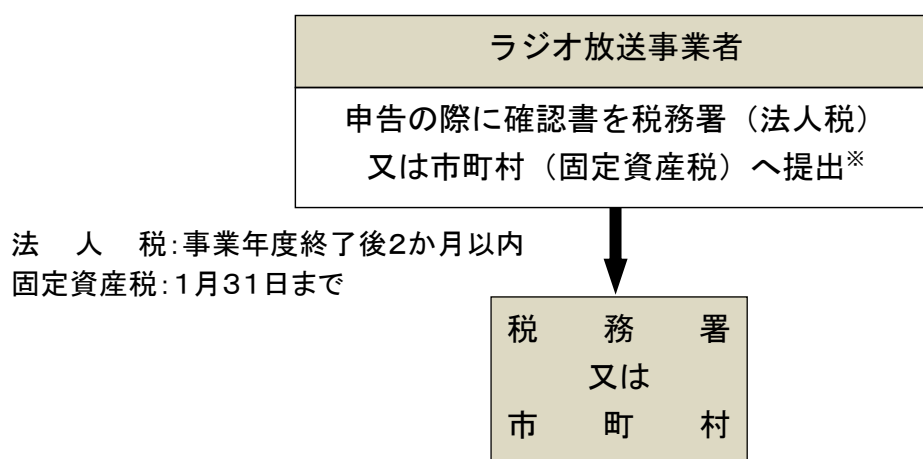 ラジオ放送事業者
申告の際に確認書を税務署（法人税）
又は市町村（固定資産税）へ提出※
法　人　税：事業年度終了後2か月以内
固定資産税：1月31日まで
税　務　署
又は
市　町　村